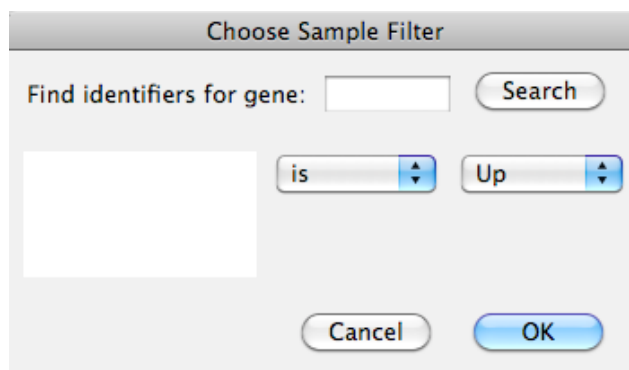 Choose Sample Filter
Find identifiers for gene: Search
is Up
Cancel OK